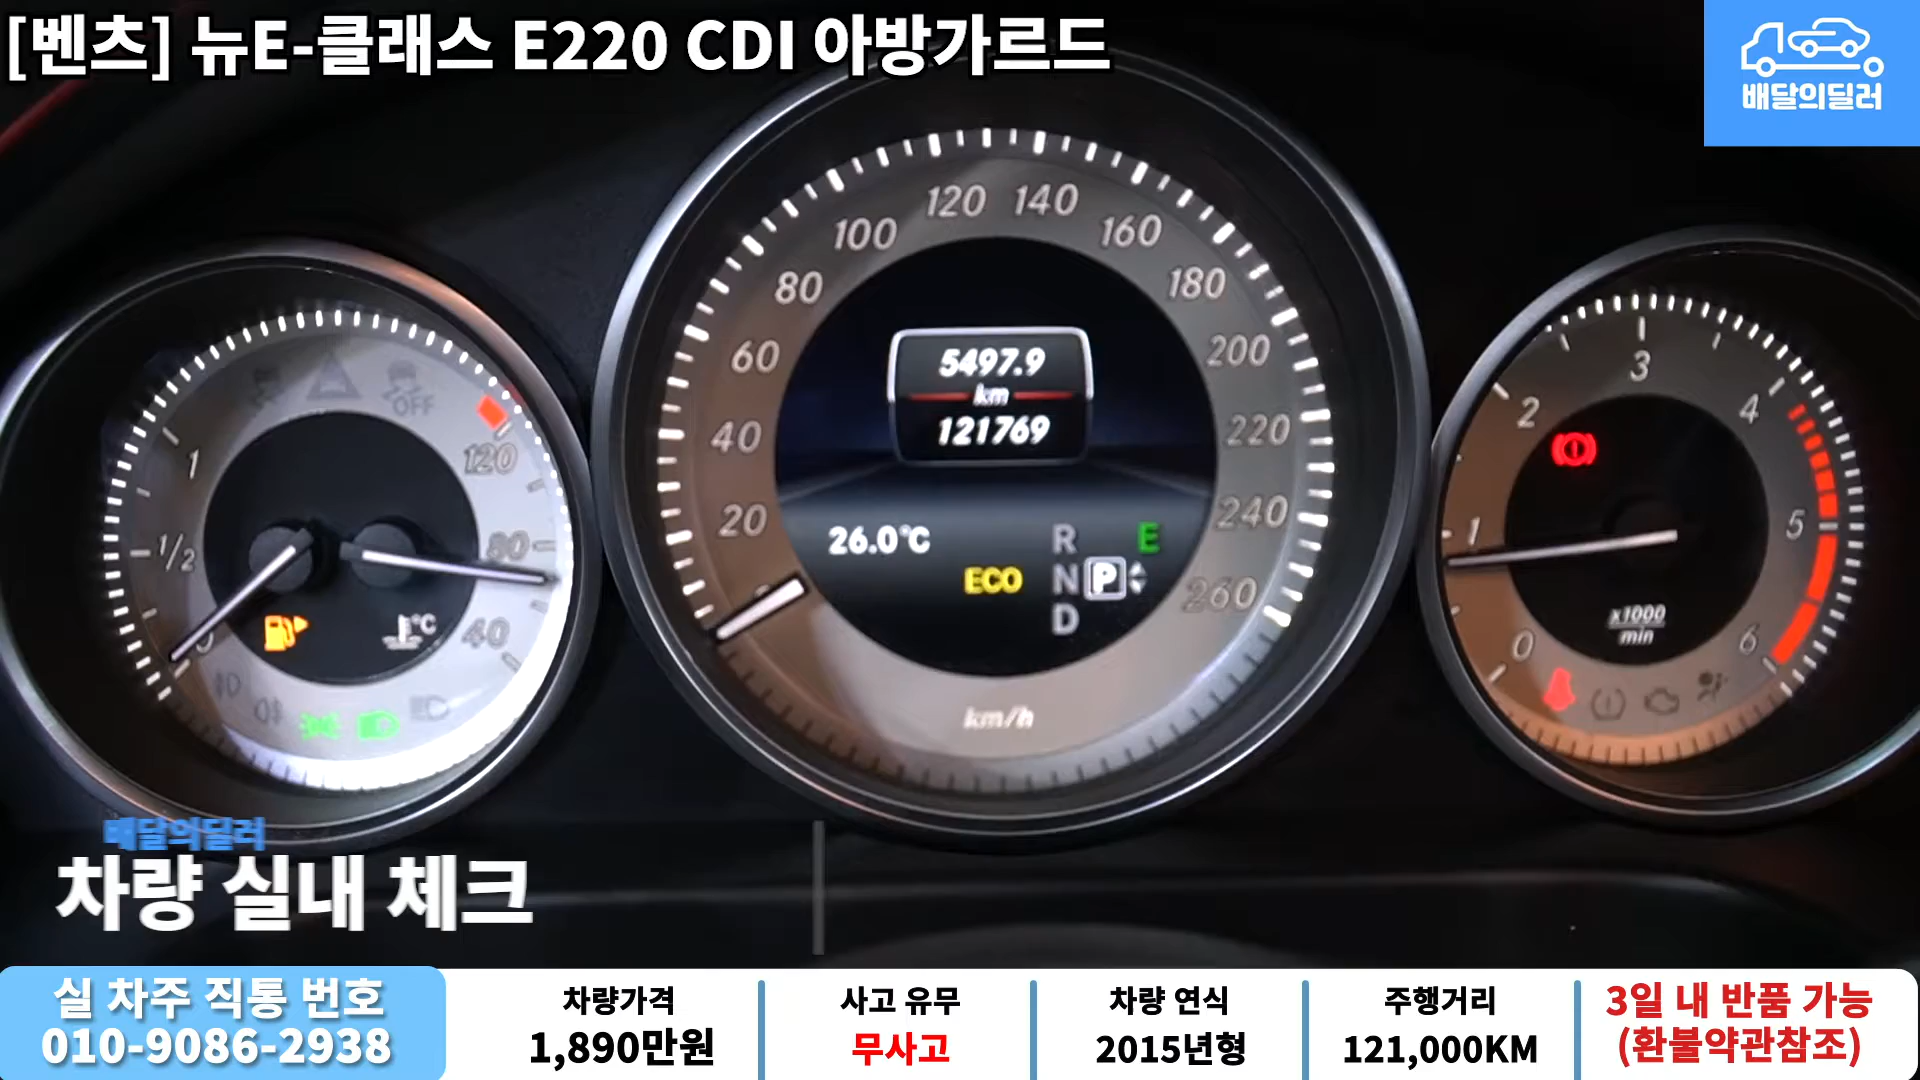 [벤츠] 뉴E-클래스 E220 CDI 아방가르드
배달의딜러
120 140
100 160
80 180
60 200
40 220
20 240
0 260
km/h
5497.9
km
121769
26.0°C
R E
ECO N P
D
OFF
1
1/2
0
120
80
40
°C
0
1
2
3
4
5
6
x1000
min
배달의딜러
차량 실내 체크
실 차주 직통 번호
010-9086-2938
차량가격
1,890만원
사고 유무
무사고
차량 연식
2015년형
주행거리
121,000KM
3일 내 반품 가능
(환불약관참조)